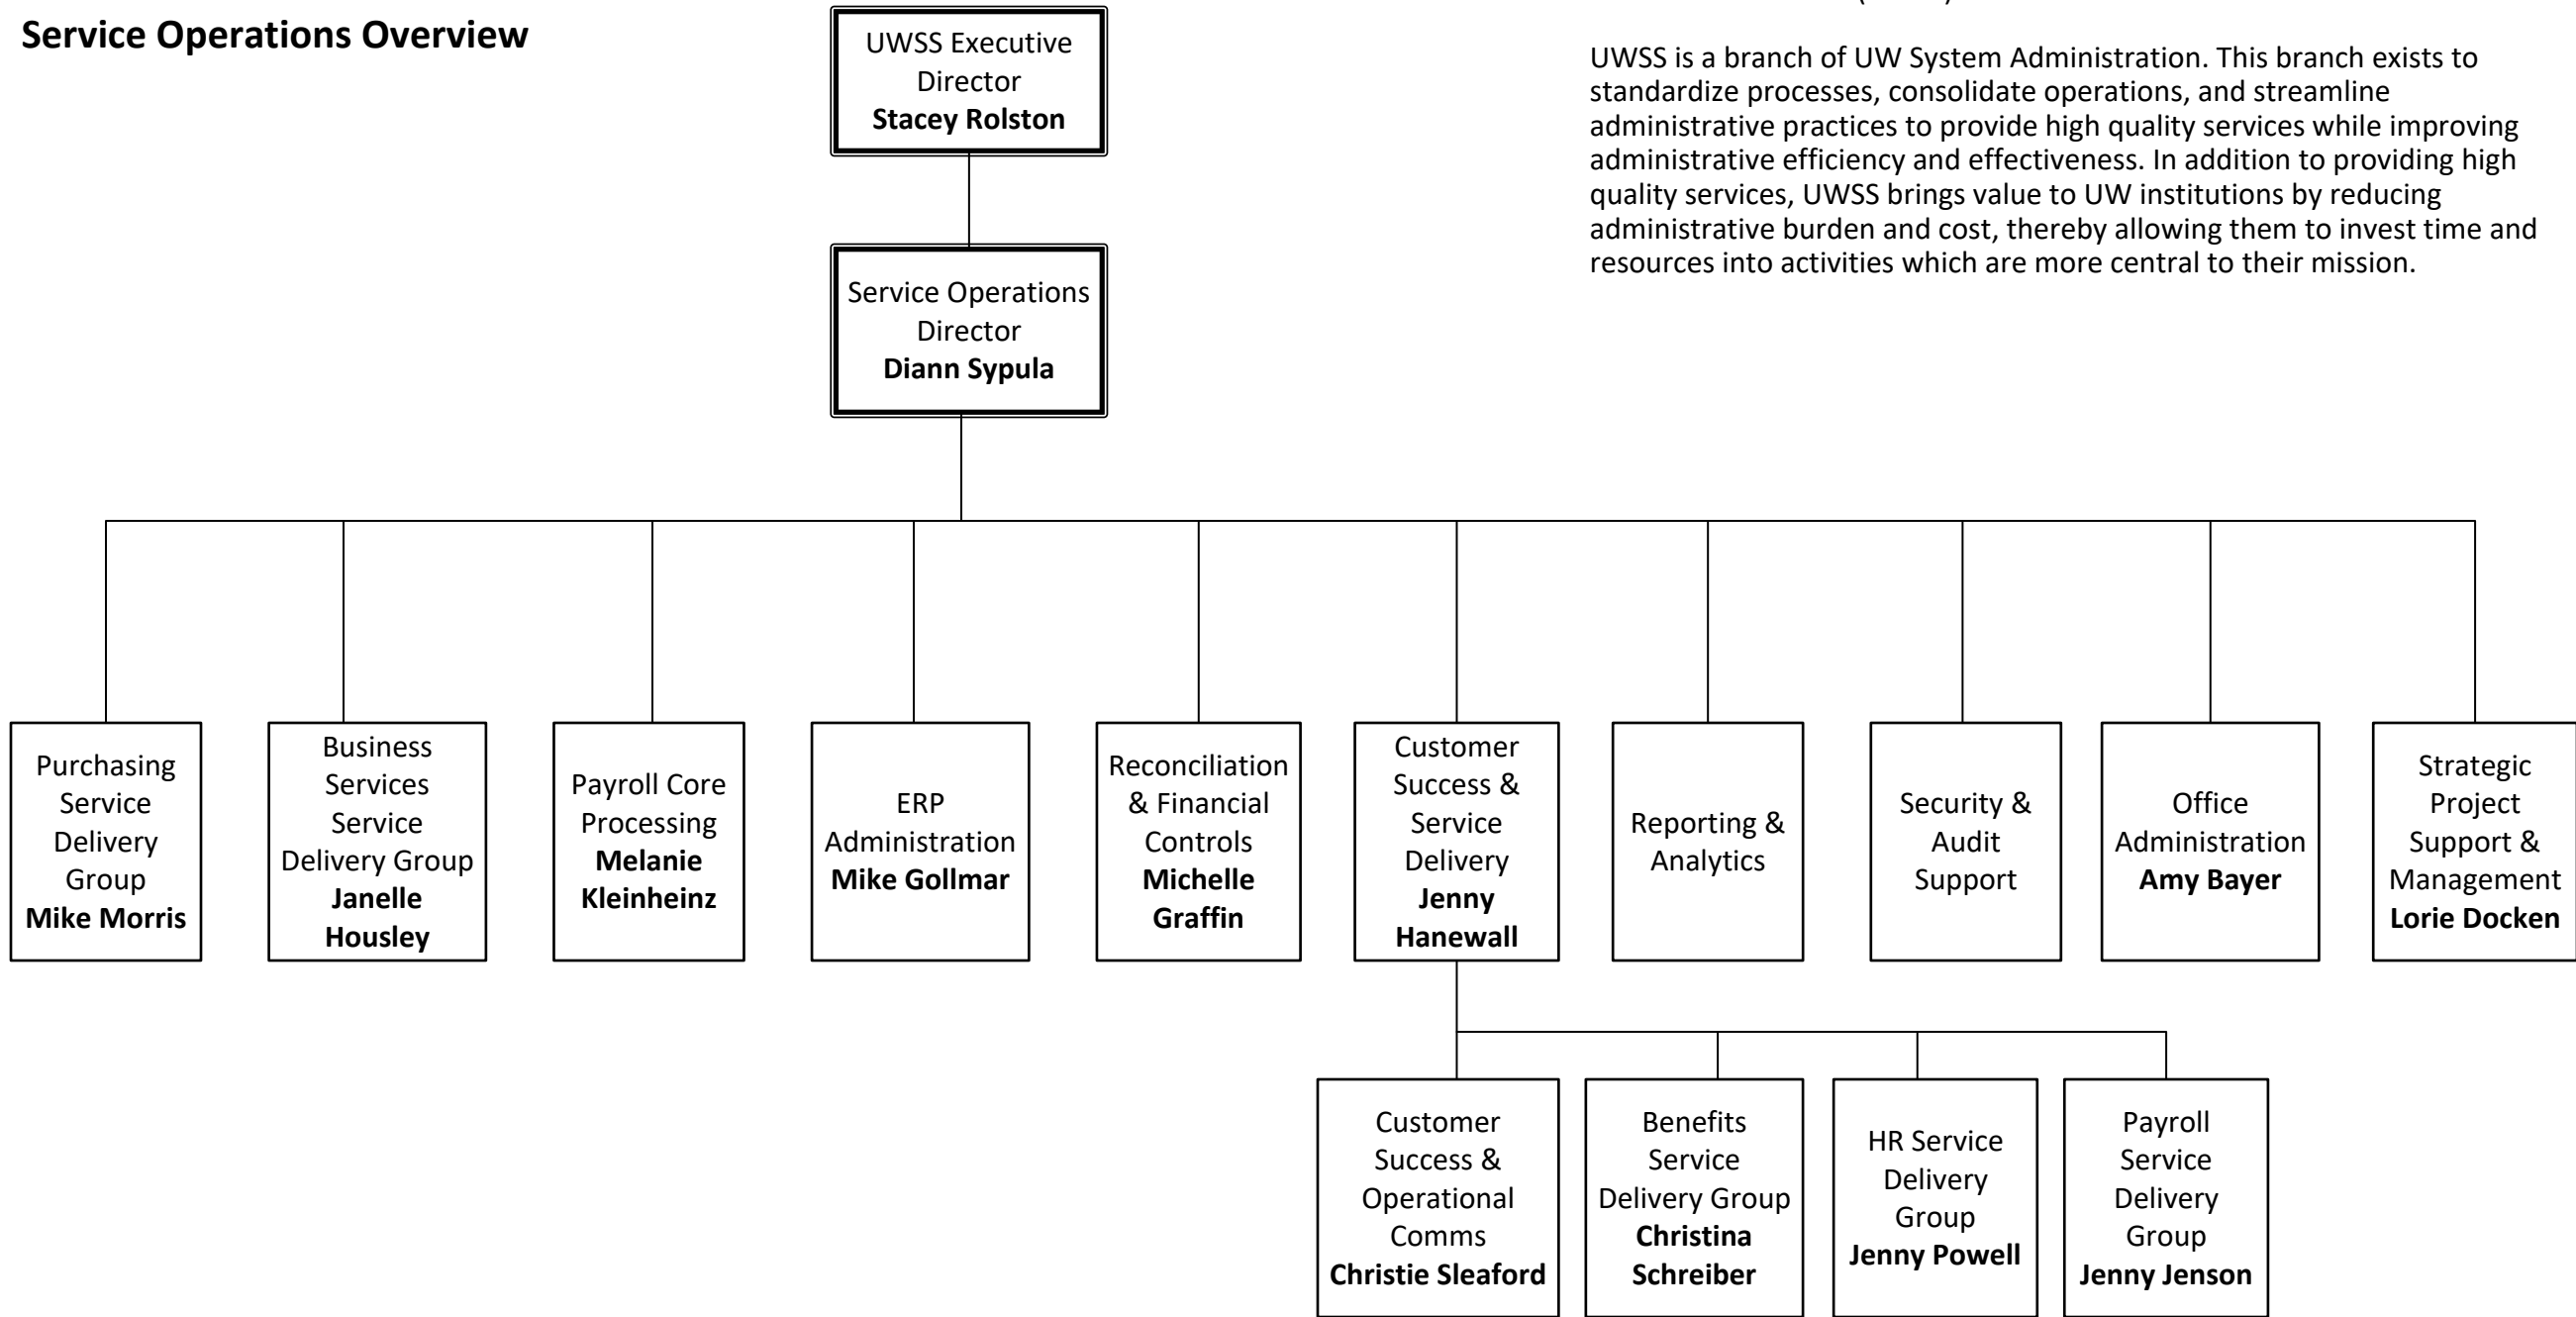 Service Operations Overview
UWSS Executive
Director
Stacey Rolston
UWSS is a branch of UW System Administration. This branch exists to
standardize processes, consolidate operations, and streamline
administrative practices to provide high quality services while improving
administrative efficiency and effectiveness. In addition to providing high
quality services, UWSS brings value to UW institutions by reducing
administrative burden and cost, thereby allowing them to invest time and
resources into activities which are more central to their mission.
Service Operations
Director
Diann Sypula
Purchasing
Service
Delivery
Group
Mike Morris
Business
Services
Service
Delivery Group
Janelle
Housley
Payroll Core
Processing
Melanie
Kleinheinz
ERP
Administration
Mike Gollmar
Reconciliation
& Financial
Controls
Michelle
Graffin
Customer
Success &
Service
Delivery
Jenny
Hanewall
Reporting &
Analytics
Security &
Audit
Support
Office
Administration
Amy Bayer
Strategic
Project
Support &
Management
Lorie Docken
Customer
Success &
Operational
Comms
Christie Sleaford
Benefits
Service
Delivery Group
Christina
Schreiber
HR Service
Delivery
Group
Jenny Powell
Payroll
Service
Delivery
Group
Jenny Jenson